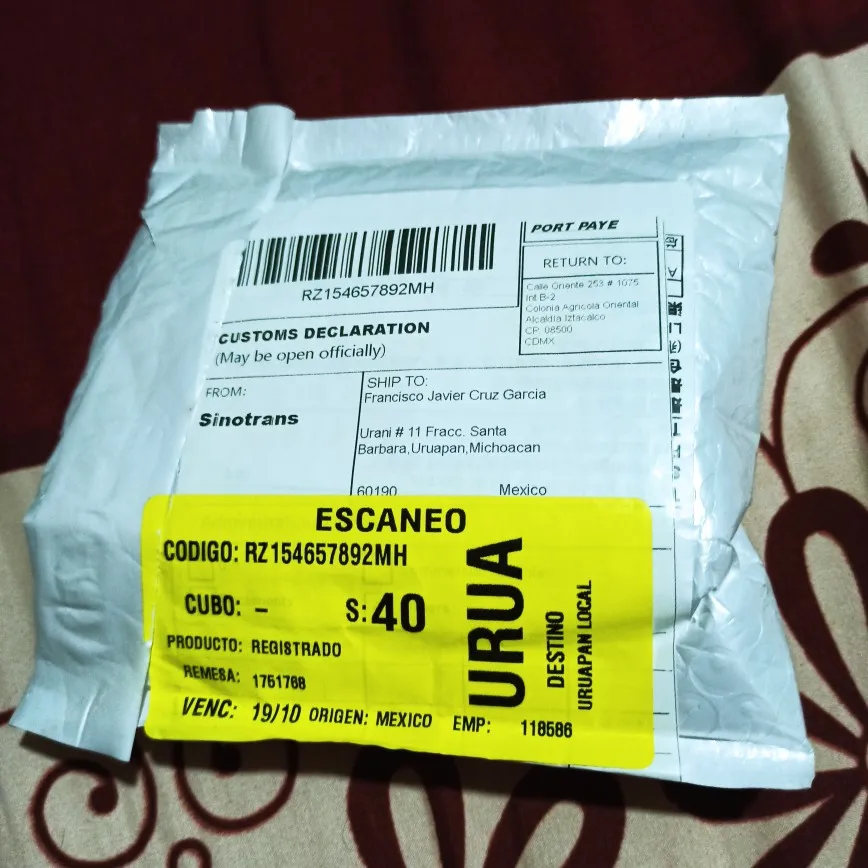 RZ154657892MH
PORT PAYE
RETURN TO:
Calle Oriente 253 # 1075
Int B-2
Colonia Agricola Oriental
Alcaldia Iztacalco
CP. 08500
CDMX
CUSTOMS DECLARATION
(May be open officially)
FROM:
Sinotrans
SHIP TO:
Francisco Javier Cruz Garcia
Urani # 11 Fracc. Santa
Barbara,Uruapan,Michoacan
60190 Mexico
ESCANEO
CODIGO: RZ154657892MH
CUBO: – S: 40
PRODUCTO: REGISTRADO
REMESA: 1751768
VENC: 19/10 ORIGEN: MEXICO EMP: 118586
URUA
DESTINO
URUAPAN LOCAL